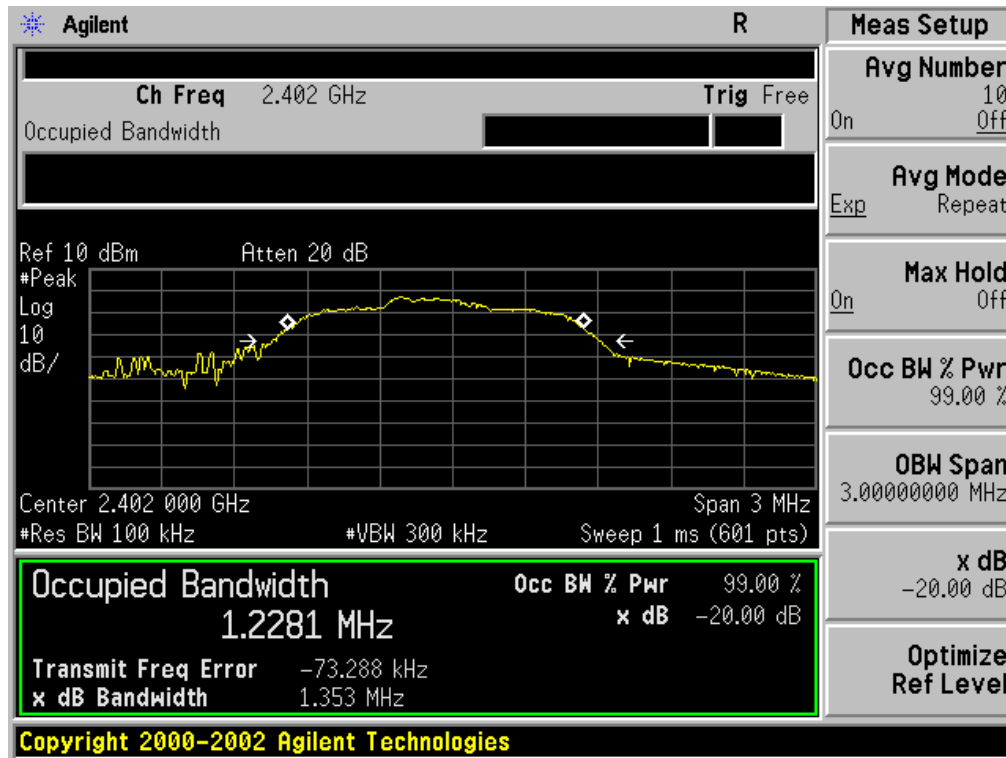 Agilent R Meas Setup
Ch Freq 2.402 GHz Trig Free
Occupied Bandwidth
Ref 10 dBm Atten 20 dB
#Peak
Log
10
dB/
Center 2.402 000 GHz Span 3 MHz
#Res BW 100 kHz #VBW 300 kHz Sweep 1 ms (601 pts)
Occupied Bandwidth Occ BW % Pwr 99.00 %
1.2281 MHz x dB -20.00 dB
Transmit Freq Error -73.288 kHz
x dB Bandwidth 1.353 MHz
Copyright 2000-2002 Agilent Technologies
Avg Number
10
On Off
Avg Mode
Exp Repeat
Max Hold
On Off
Occ BW % Pwr
99.00 %
OBW Span
3.00000000 MHz
x dB
-20.00 dB
Optimize
Ref Level